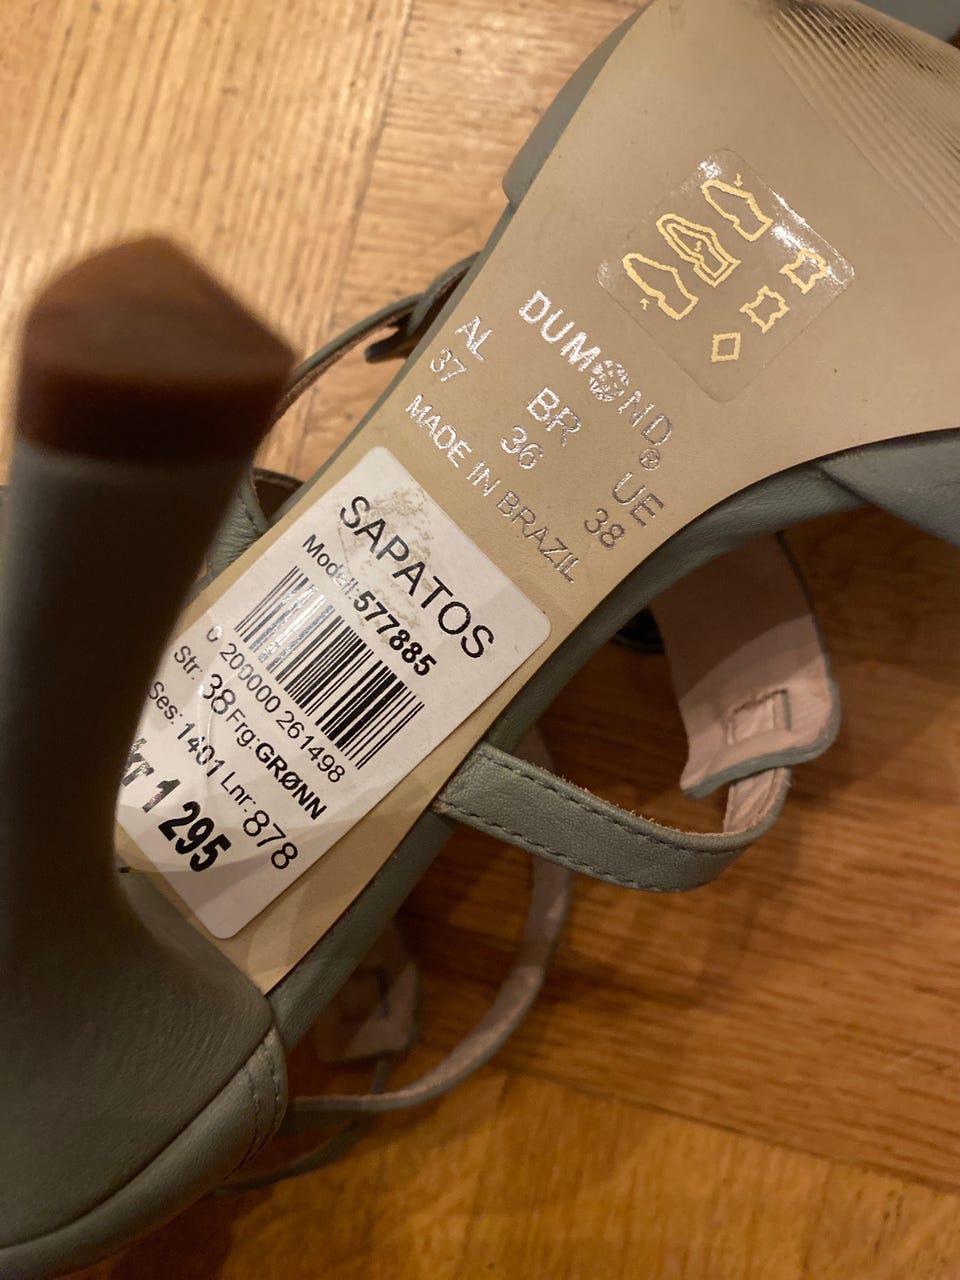 DUMOND®
AL BR UE
37 36 38
MADE IN BRAZIL
SAPATOS
Modell: 577885
0 200000 261498
Str: 38 Frg: GRØNN
Ses: 1401 Lnr: 878
kr 1 295